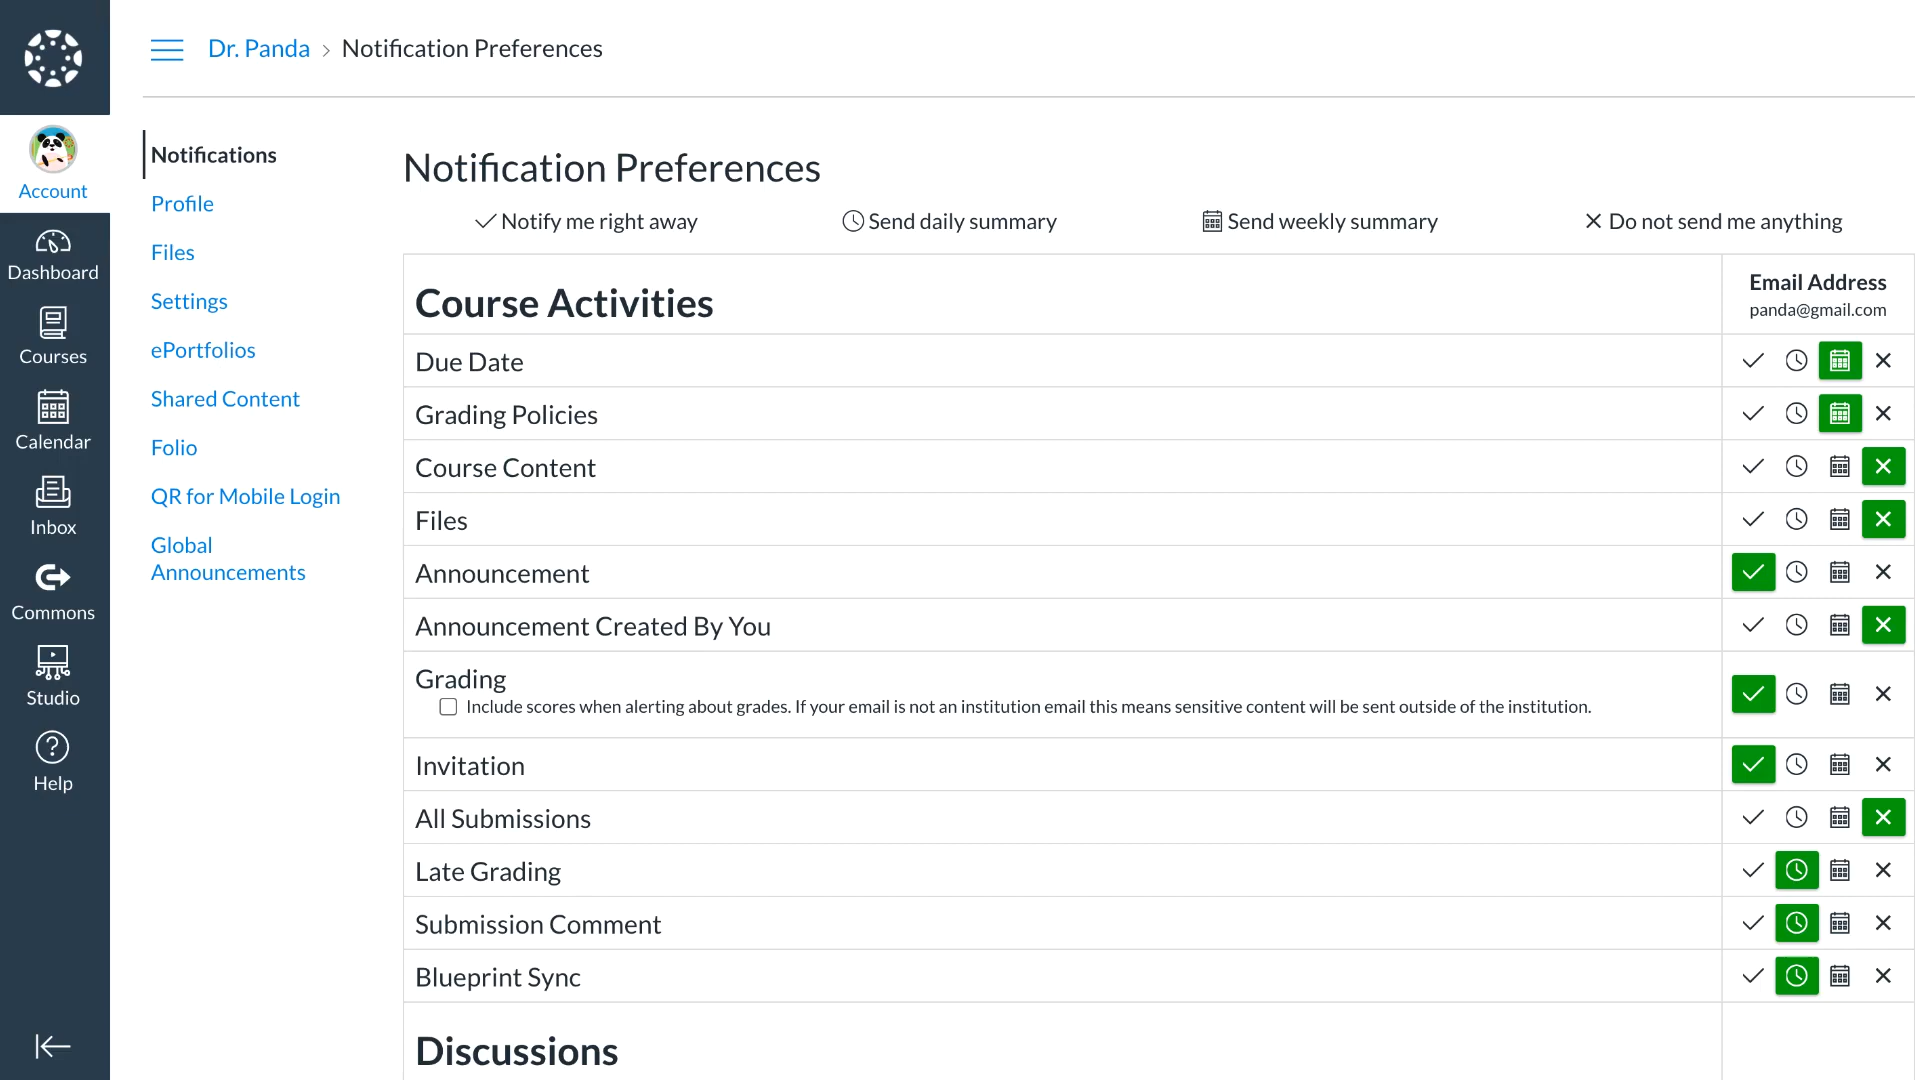 Dr. Panda › Notification Preferences
Account
Dashboard
Courses
Calendar
Inbox
Commons
Studio
Help
Notifications
Profile
Files
Settings
ePortfolios
Shared Content
Folio
QR for Mobile Login
Global
Announcements
Notification Preferences
Notify me right away
Send daily summary
Send weekly summary
Do not send me anything
Course Activities
Email Address
panda@gmail.com
Due Date
Grading Policies
Course Content
Files
Announcement
Announcement Created By You
Grading
Include scores when alerting about grades. If your email is not an institution email this means sensitive content will be sent outside of the institution.
Invitation
All Submissions
Late Grading
Submission Comment
Blueprint Sync
Discussions